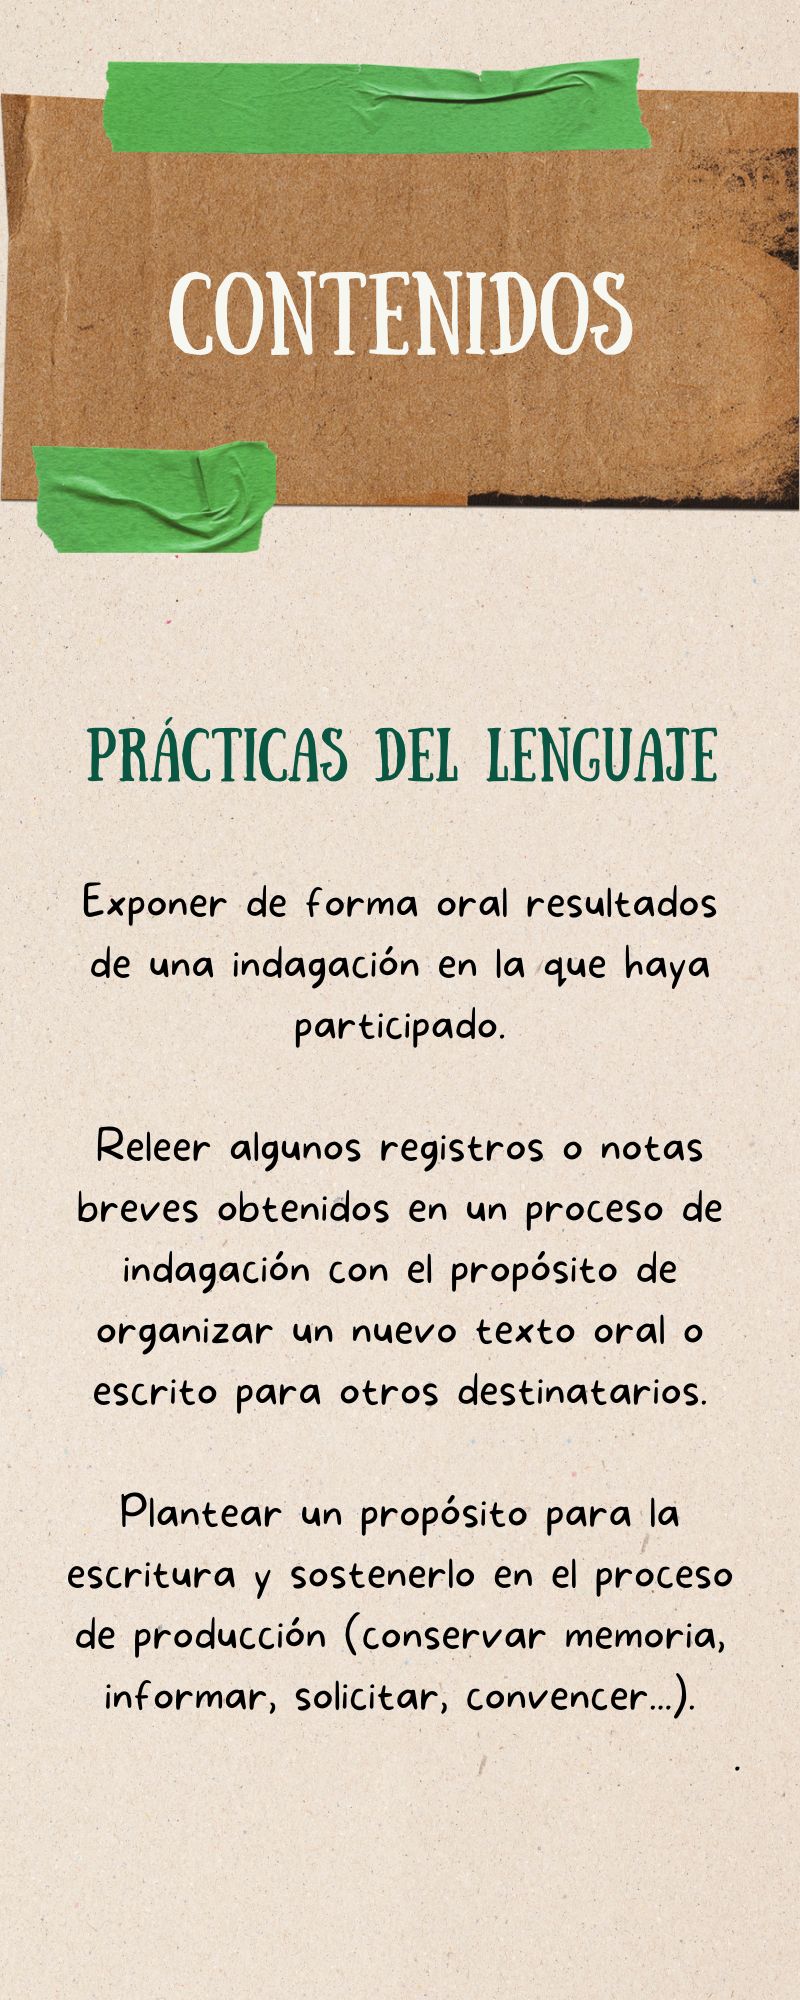 CONTENIDOS
PRÁCTICAS DEL LENGUAJE
Exponer de forma oral resultados
de una indagación en la que haya
participado.
Releer algunos registros o notas
breves obtenidos en un proceso de
indagación con el propósito de
organizar un nuevo texto oral o
escrito para otros destinatarios.
Plantear un propósito para la
escritura y sostenerlo en el proceso
de producción (conservar memoria,
informar, solicitar, convencer...).
.